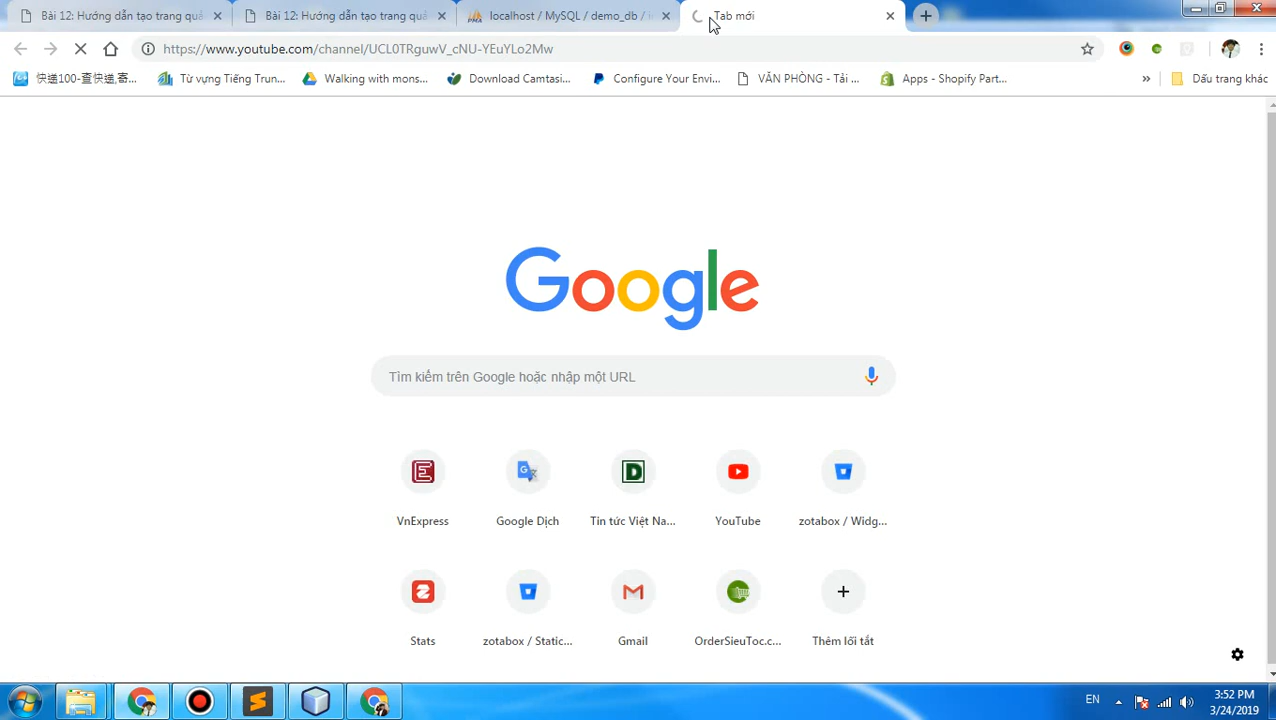 Bài 12: Hướng dẫn tạo trang quả
Bài 12: Hướng dẫn tạo trang quả
localhost / MySQL / demo_db /
Tab mới
https://www.youtube.com/channel/UCL0TRguwV_cNU-YEuYLo2Mw
快递100-查快递,寄...
Từ vựng Tiếng Trun...
Walking with mons...
Download Camtasi...
Configure Your Envi...
VĂN PHÒNG - Tải ...
Apps - Shopify Part...
»
Dấu trang khác
Google
Tìm kiếm trên Google hoặc nhập một URL
VnExpress
Google Dịch
Tin tức Việt Na...
YouTube
zotabox / Widg...
Stats
zotabox / Static...
Gmail
OrderSieuToc.c...
Thêm lối tắt
EN
3:52 PM
3/24/2019